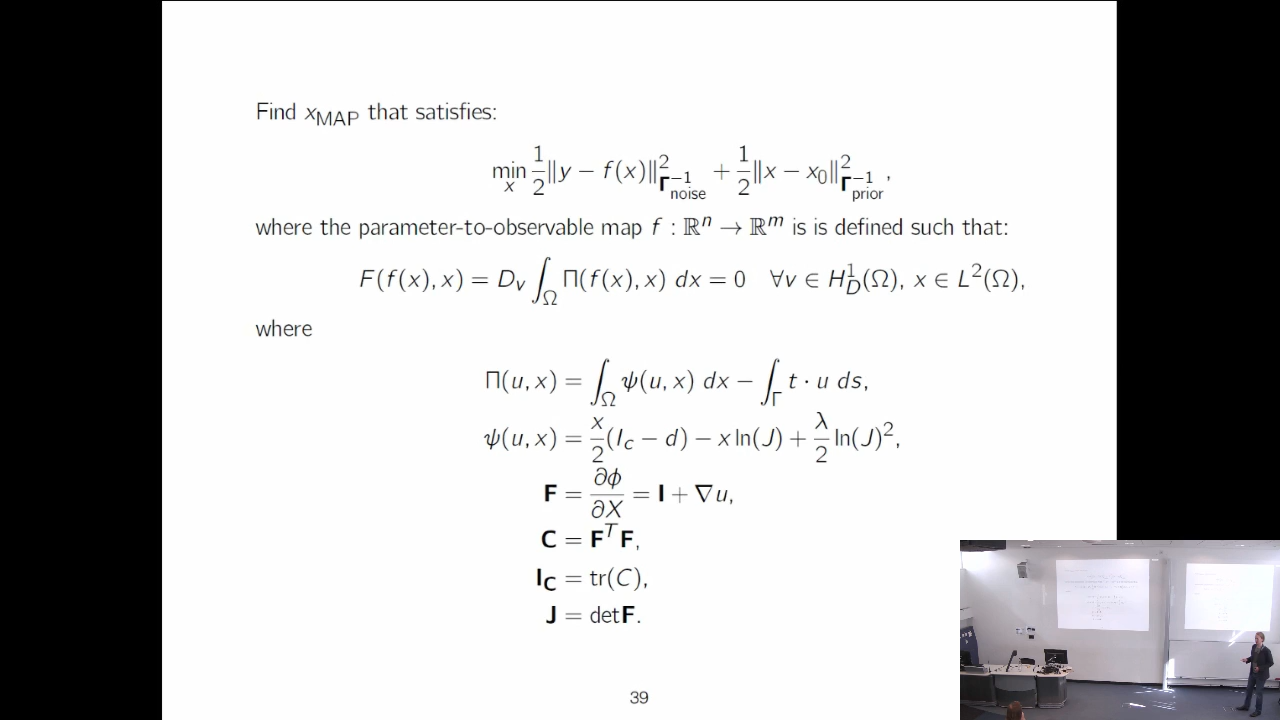 Find x_MAP that satisfies:
min_x 1/2 ‖y − f(x)‖²_{Γ⁻¹_noise} + 1/2 ‖x − x₀‖²_{Γ⁻¹_prior},
where the parameter-to-observable map f : ℝⁿ → ℝᵐ is is defined such that:
F(f(x), x) = D_v ∫_Ω Π(f(x), x) dx = 0 ∀v ∈ H¹_D(Ω), x ∈ L²(Ω),
where
Π(u, x) = ∫_Ω ψ(u, x) dx − ∫_Γ t · u ds,
ψ(u, x) = x/2 (I_c − d) − x ln(J) + λ/2 ln(J)²,
F = ∂ϕ/∂X = I + ∇u,
C = FᵀF,
I_C = tr(C),
J = detF.
39